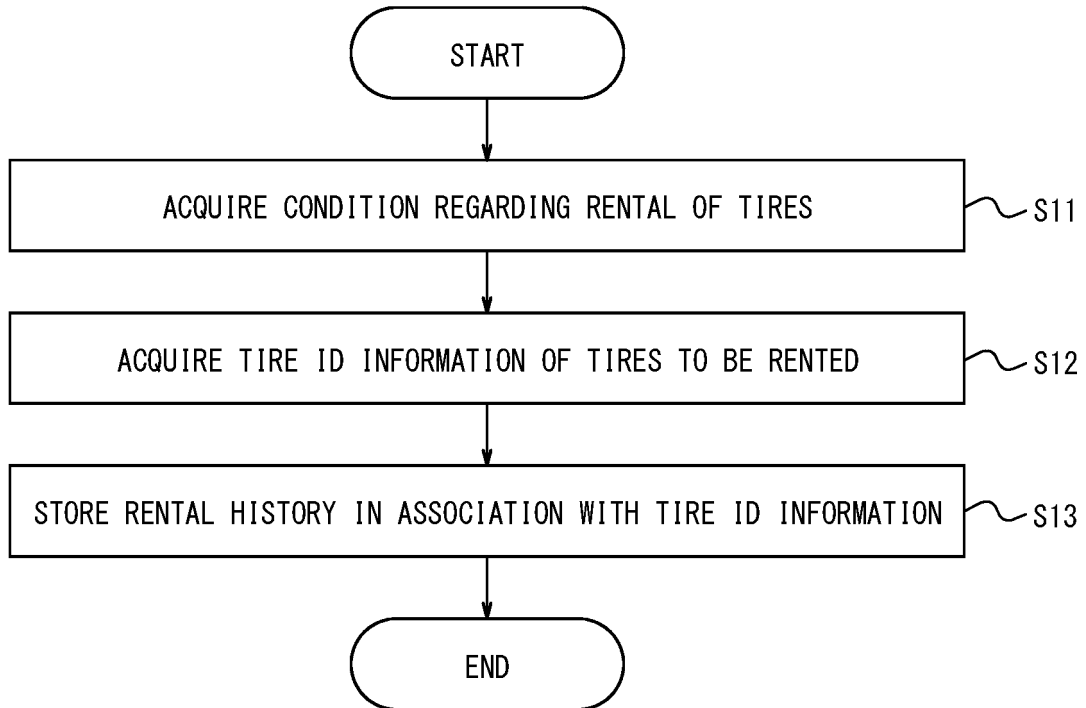 START
ACQUIRE CONDITION REGARDING RENTAL OF TIRES
S11
ACQUIRE TIRE ID INFORMATION OF TIRES TO BE RENTED
S12
STORE RENTAL HISTORY IN ASSOCIATION WITH TIRE ID INFORMATION
S13
END